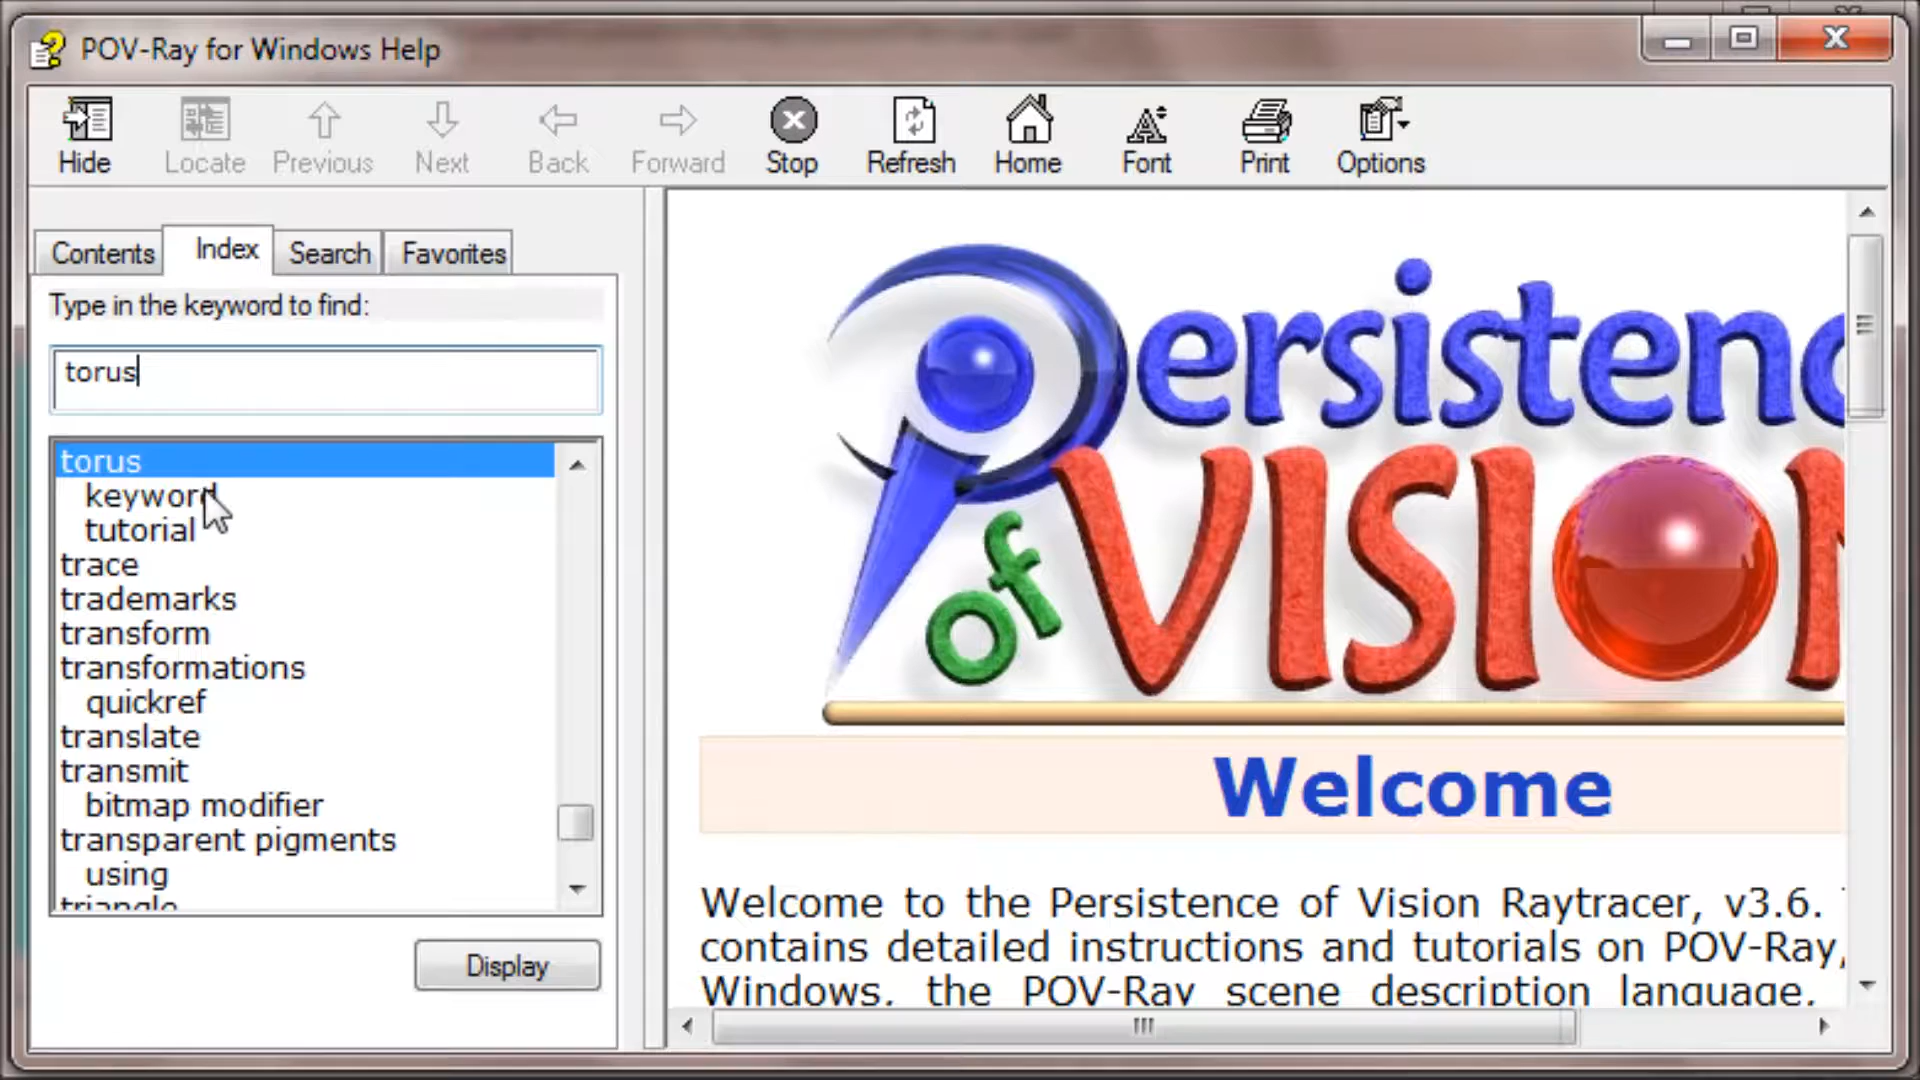 POV-Ray for Windows Help
Hide Locate Previous Next Back Forward Stop Refresh Home Font Print Options
Contents Index Search Favorites
Type in the keyword to find:
torus
torus
keyword
tutorial
trace
trademarks
transform
transformations
quickref
translate
transmit
bitmap modifier
transparent pigments
using
triangle
Display
Persistenc
of VISION
Welcome
Welcome to the Persistence of Vision Raytracer, v3.6.
contains detailed instructions and tutorials on POV-Ray,
Windows, the POV-Ray scene description language,